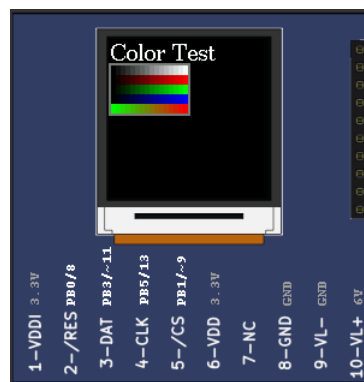 Color Test
1-VDDI 3.3V
2-/RES PB0/8
3-DAT PB3/~11
4-CLK PB5/13
5-/CS PB1/~9
6-VDD 3.3V
7-NC
8-GND GND
9-VL- GND
10-VL+ 6V